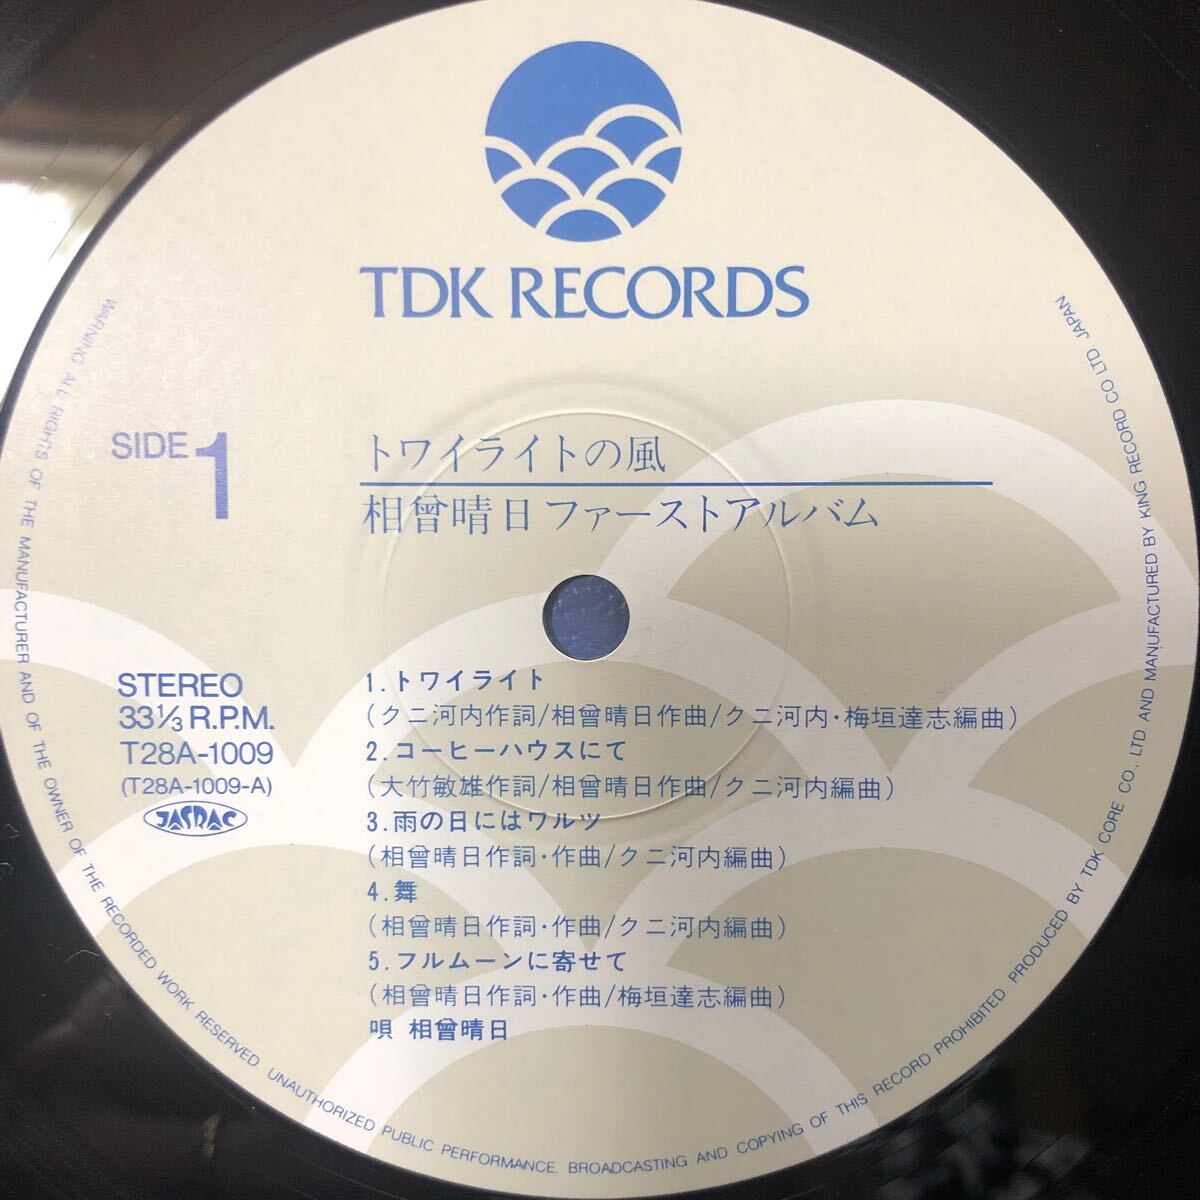 TDK RECORDS
SIDE 1
トワイライトの風
相曾晴日 ファーストアルバム
STEREO
33⅓ R.P.M.
T28A-1009
(T28A-1009-A)
JASRAC
1.トワイライト
(クニ河内作詞/相曾晴日作曲/クニ河内・梅垣達志編曲)
2.コーヒーハウスにて
(大竹敏雄作詞/相曾晴日作曲/クニ河内編曲)
3.雨の日にはワルツ
(相曾晴日作詞・作曲/クニ河内編曲)
4.舞
(相曾晴日作詞・作曲/クニ河内編曲)
5.フルムーンに寄せて
(相曾晴日作詞・作曲/梅垣達志編曲)
唄 相曾晴日
WARNING ALL RIGHTS OF THE MANUFACTURER AND OF THE OWNER OF THE RECORDED WORK RESERVED UNAUTHORIZED PUBLIC PERFORMANCE, BROADCASTING AND COPYING OF THIS RECORD PROHIBITED PRODUCED BY TDK CORE CO., LTD AND MANUFACTURED BY KING RECORD CO LTD. JAPAN